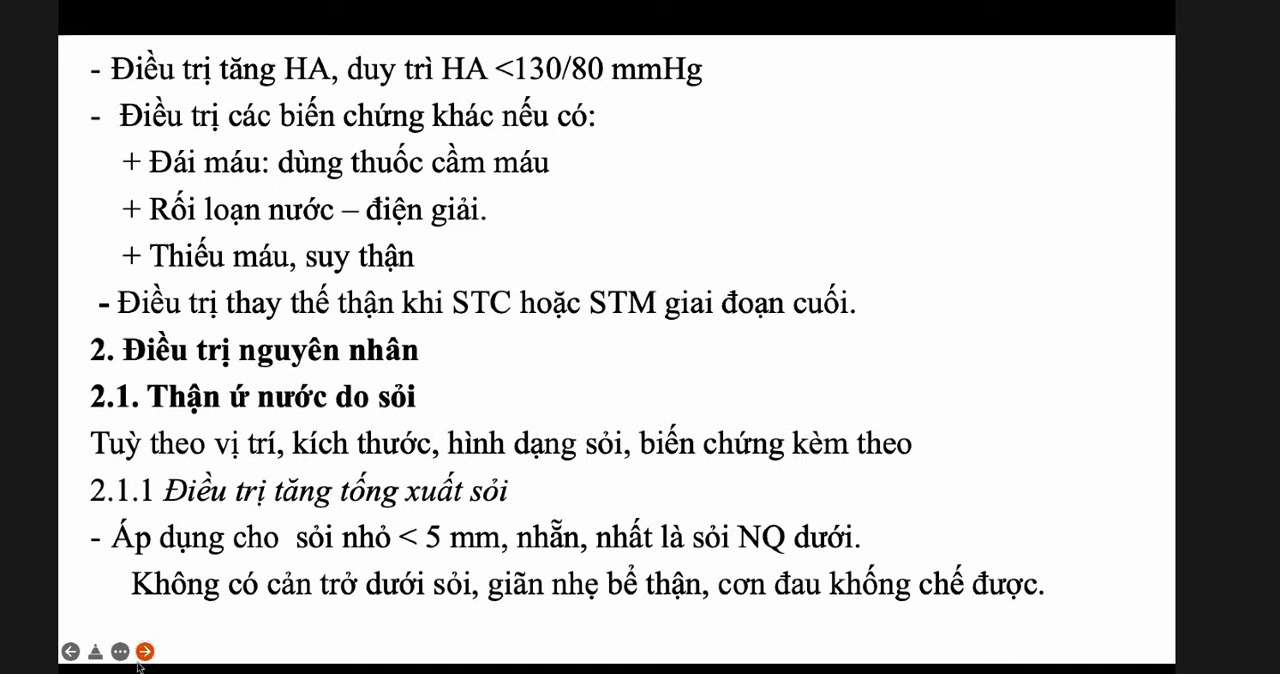 - Điều trị tăng HA, duy trì HA <130/80 mmHg
- Điều trị các biến chứng khác nếu có:
+ Đái máu: dùng thuốc cầm máu
+ Rối loạn nước – điện giải.
+ Thiếu máu, suy thận
- Điều trị thay thế thận khi STC hoặc STM giai đoạn cuối.
2. Điều trị nguyên nhân
2.1. Thận ứ nước do sỏi
Tuỳ theo vị trí, kích thước, hình dạng sỏi, biến chứng kèm theo
2.1.1 Điều trị tăng tống xuất sỏi
- Áp dụng cho sỏi nhỏ < 5 mm, nhẵn, nhất là sỏi NQ dưới.
Không có cản trở dưới sỏi, giãn nhẹ bể thận, cơn đau khống chế được.